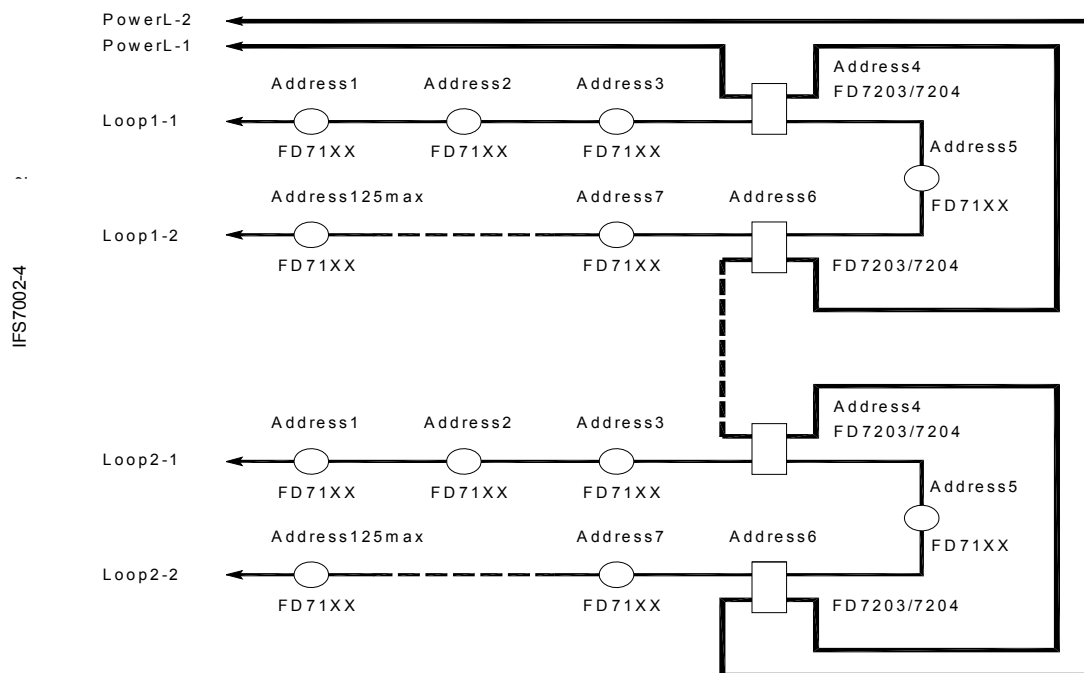 PowerL-2
PowerL-1
Address4
FD7203/7204
Address1 Address2 Address3
Loop1-1
FD71XX FD71XX FD71XX
Address5
FD71XX
Address125max Address7 Address6
Loop1-2
FD71XX FD71XX FD7203/7204
IFS7002-4
Address4
FD7203/7204
Address1 Address2 Address3
Loop2-1
FD71XX FD71XX FD71XX
Address5
FD71XX
Address125max Address7 Address6
Loop2-2
FD71XX FD71XX FD7203/7204